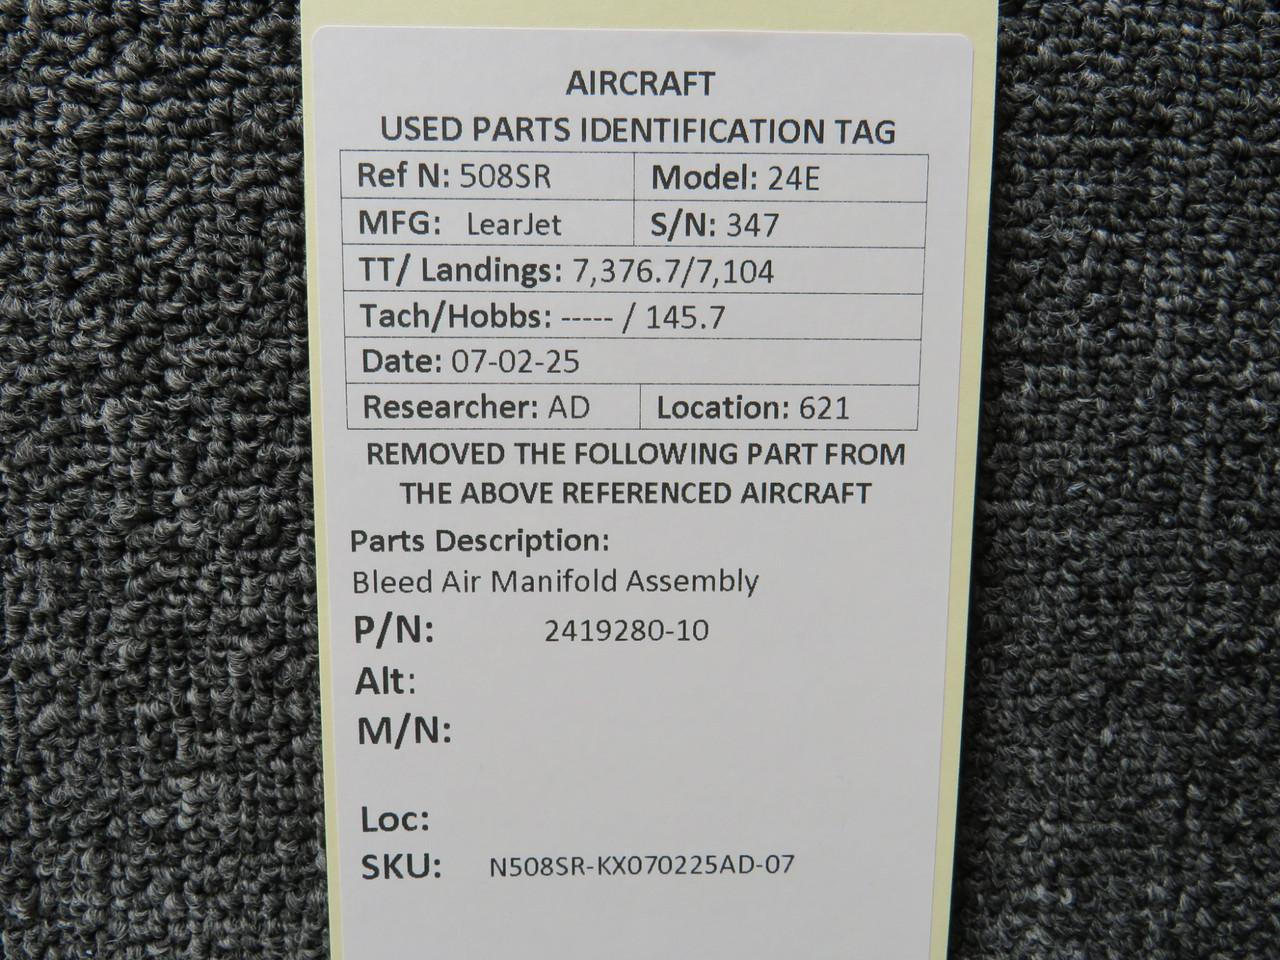 AIRCRAFT
USED PARTS IDENTIFICATION TAG
Ref N: 508SR Model: 24E
MFG: LearJet S/N: 347
TT/ Landings: 7,376.7/7,104
Tach/Hobbs: ----- / 145.7
Date: 07-02-25
Researcher: AD Location: 621
REMOVED THE FOLLOWING PART FROM
THE ABOVE REFERENCED AIRCRAFT
Parts Description:
Bleed Air Manifold Assembly
P/N: 2419280-10
Alt:
M/N:
Loc:
SKU: N508SR-KX070225AD-07